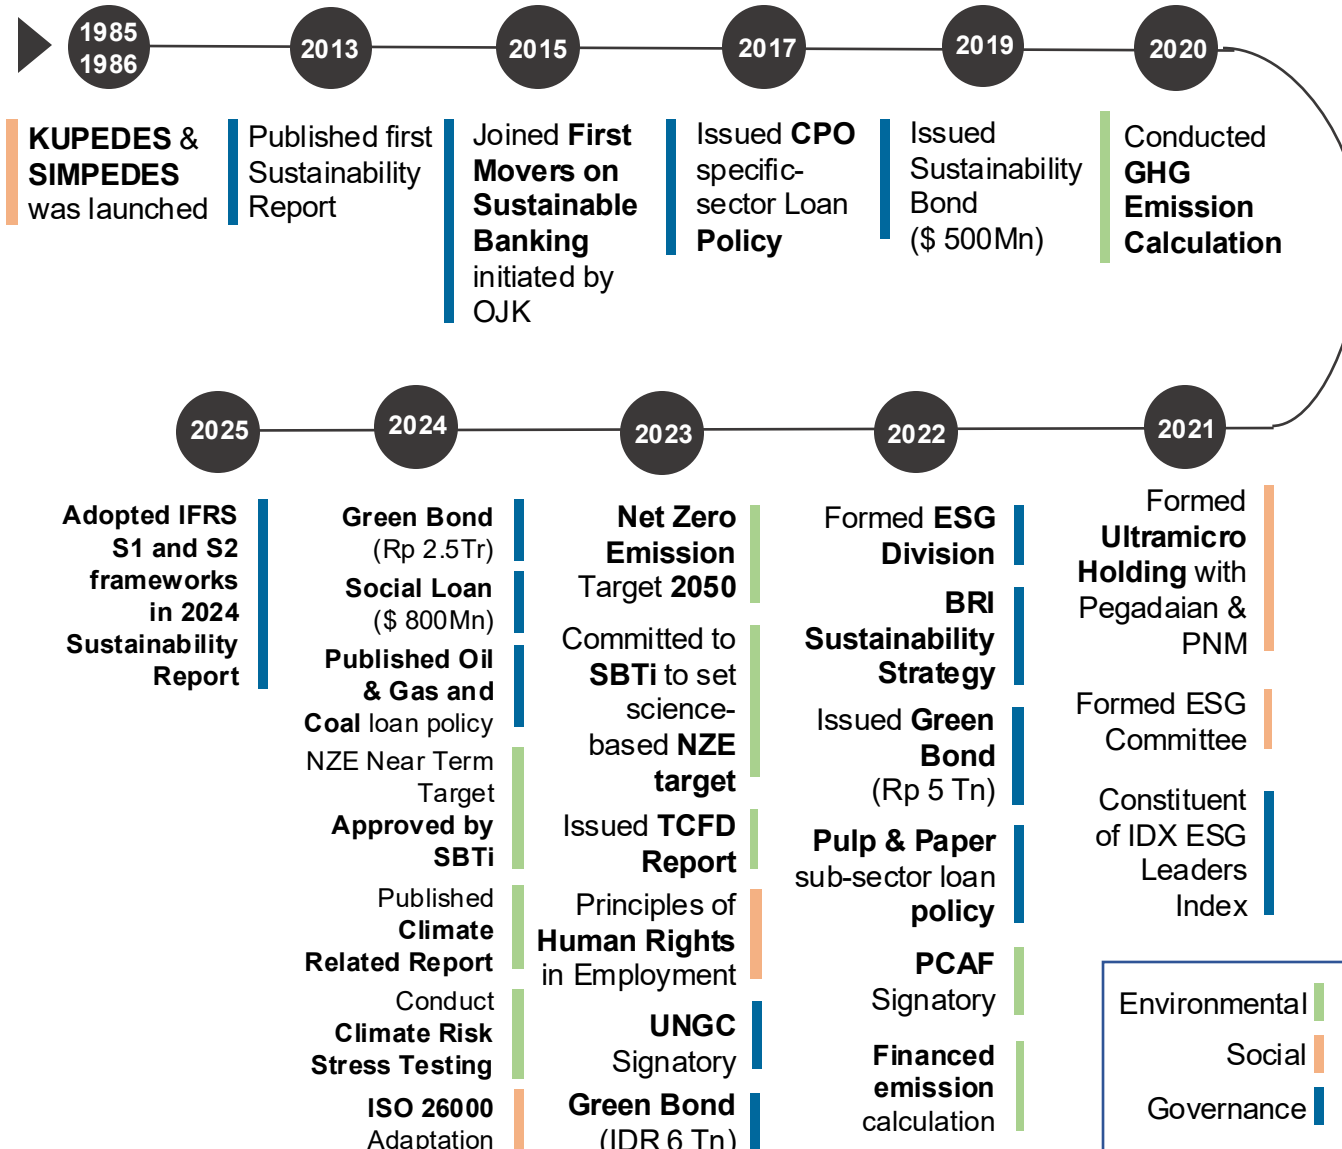 1985
1986
2013
2015
2017
2019
2020
KUPEDES &
SIMPEDES
was launched
Published first
Sustainability
Report
Joined First
Movers on
Sustainable
Banking
initiated by
OJK
Issued CPO
specific-
sector Loan
Policy
Issued
Sustainability
Bond
($ 500Mn)
Conducted
GHG
Emission
Calculation
2025
2024
2023
2022
2021
Adopted IFRS
S1 and S2
frameworks
in 2024
Sustainability
Report
Green Bond
(Rp 2.5Tr)
Social Loan
($ 800Mn)
Published Oil
& Gas and
Coal loan policy
NZE Near Term
Target
Approved by
SBTi
Published
Climate
Related Report
Conduct
Climate Risk
Stress Testing
ISO 26000
Adaptation
Net Zero
Emission
Target 2050
Committed to
SBTi to set
science-
based NZE
target
Issued TCFD
Report
Principles of
Human Rights
in Employment
UNGC
Signatory
Green Bond
(IDR 6 Tn)
Formed ESG
Division
BRI
Sustainability
Strategy
Issued Green
Bond
(Rp 5 Tn)
Pulp & Paper
sub-sector loan
policy
PCAF
Signatory
Financed
emission
calculation
Formed
Ultramicro
Holding with
Pegadaian &
PNM
Formed ESG
Committee
Constituent
of IDX ESG
Leaders
Index
Environmental
Social
Governance